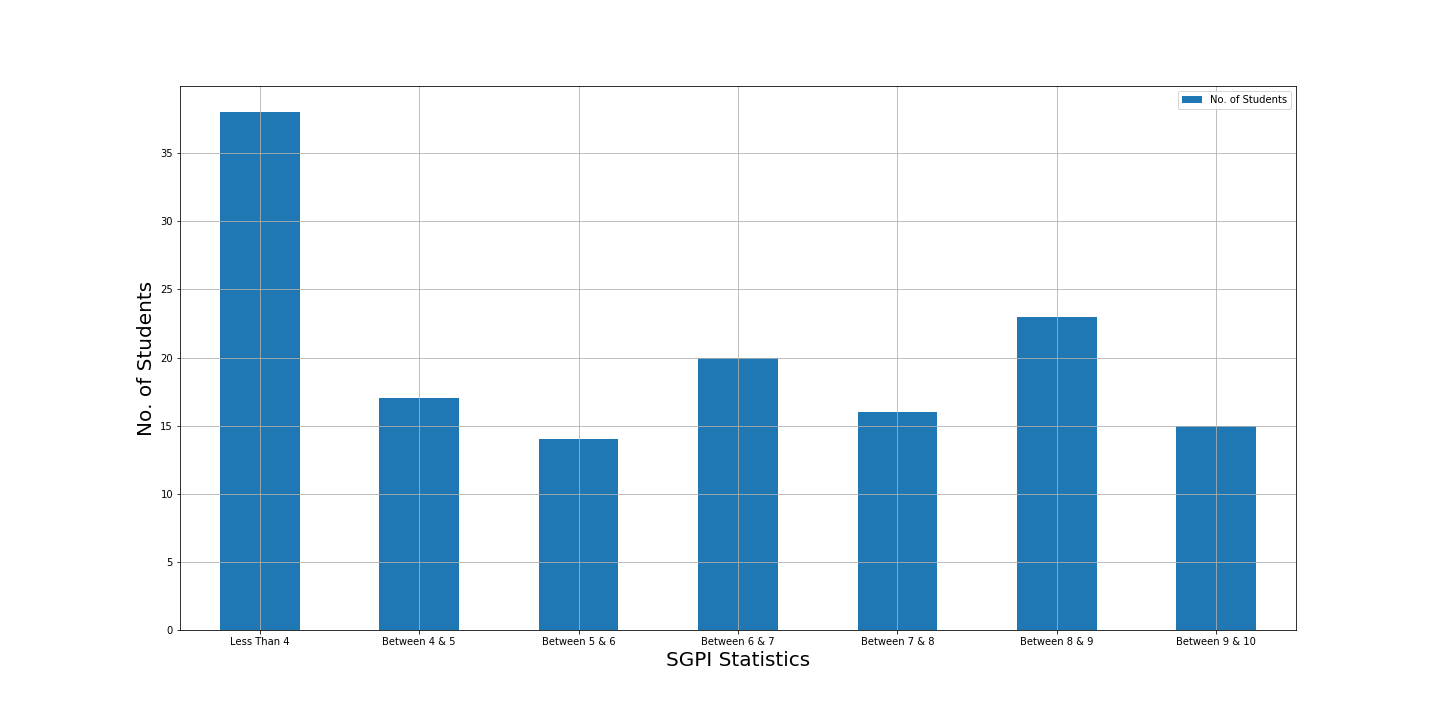 No. of Students
35
30
25
20
15
10
5
0
No. of Students
Less Than 4
Between 4 & 5
Between 5 & 6
Between 6 & 7
Between 7 & 8
Between 8 & 9
Between 9 & 10
SGPI Statistics